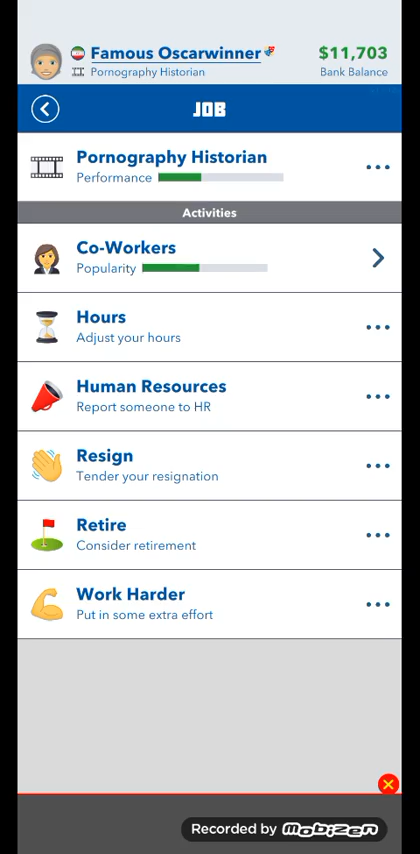 Famous Oscarwinner
$11,703
Pornography Historian
Bank Balance
JOB
Pornography Historian
Performance
Activities
Co-Workers
Popularity
Hours
Adjust your hours
Human Resources
Report someone to HR
Resign
Tender your resignation
Retire
Consider retirement
Work Harder
Put in some extra effort
Recorded by mobizen